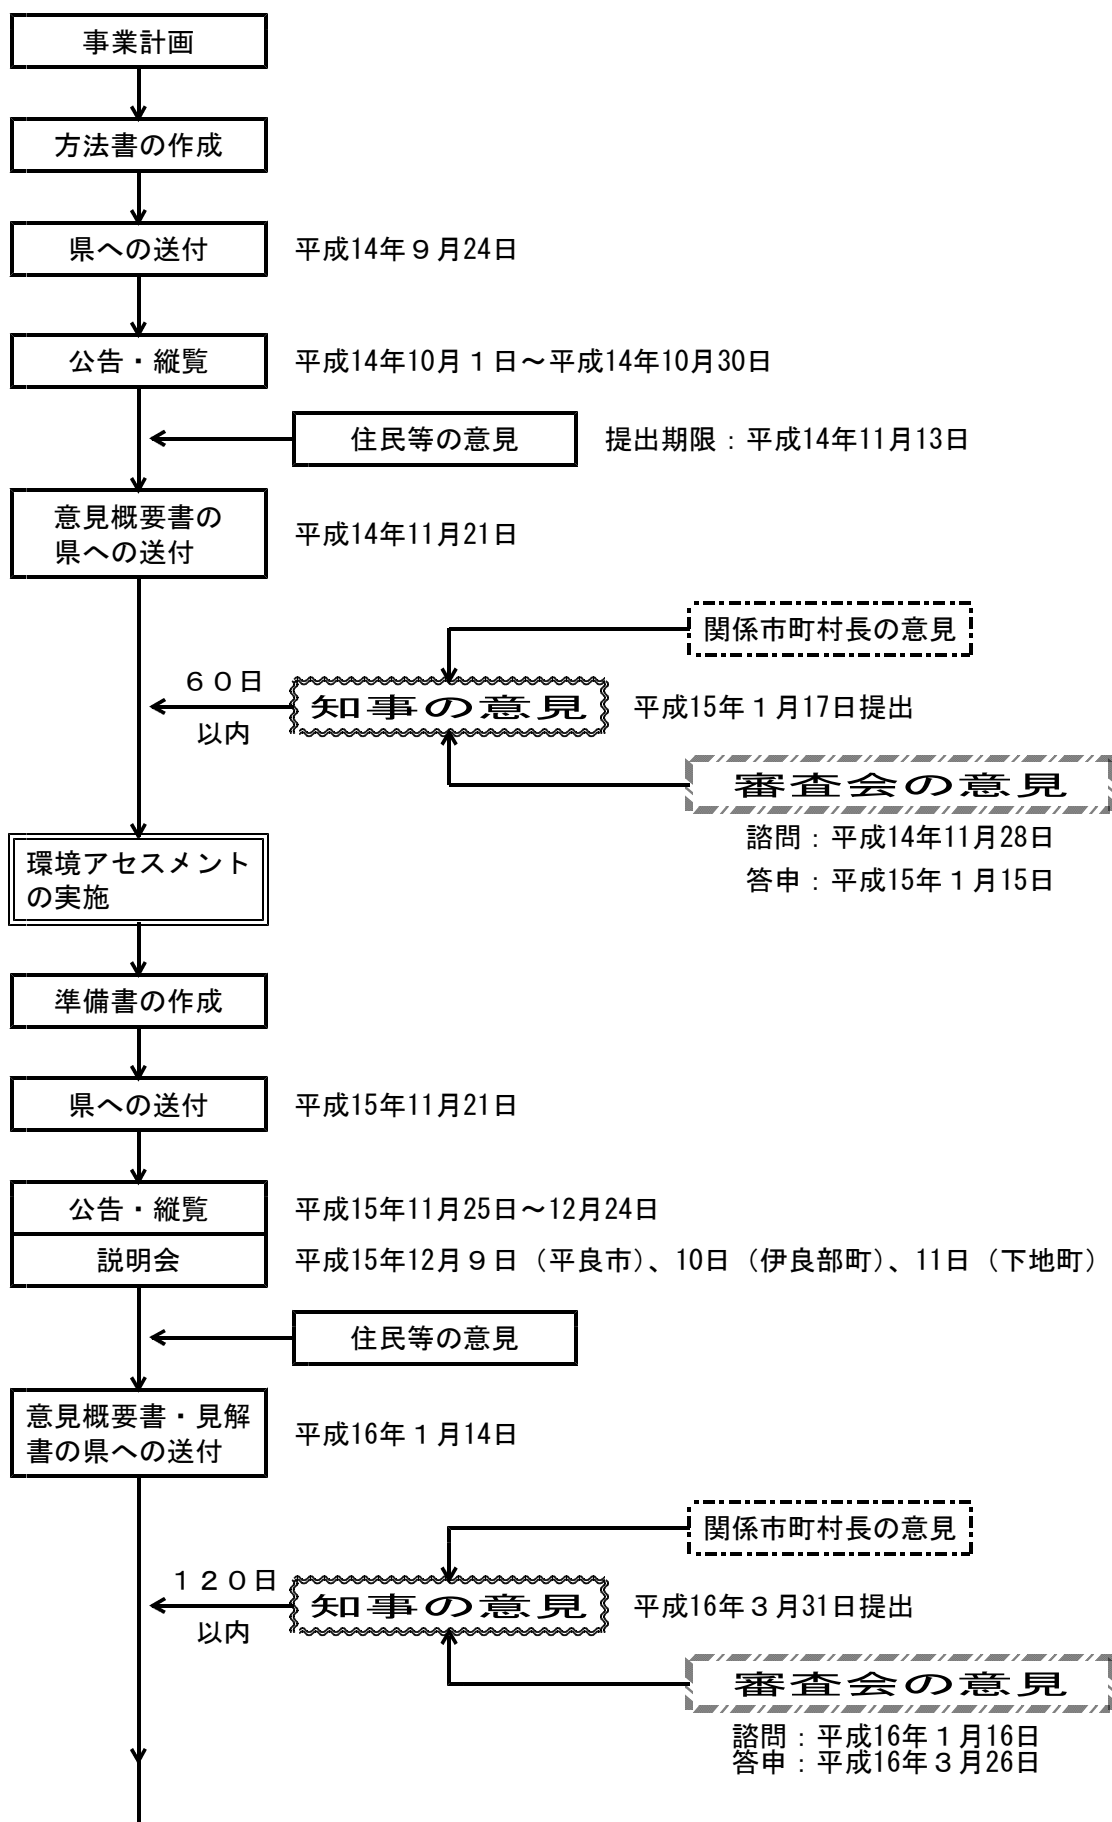 事業計画
方法書の作成
県への送付 平成14年９月24日
公告・縦覧 平成14年10月１日～平成14年10月30日
住民等の意見 提出期限：平成14年11月13日
意見概要書の
県への送付
平成14年11月21日
関係市町村長の意見
６０日
以内
知事の意見 平成15年１月17日提出
審査会の意見
諮問：平成14年11月28日
答申：平成15年１月15日
環境アセスメント
の実施
準備書の作成
県への送付 平成15年11月21日
公告・縦覧 平成15年11月25日～12月24日
説明会 平成15年12月９日（平良市）、10日（伊良部町）、11日（下地町）
住民等の意見
意見概要書・見解
書の県への送付
平成16年１月14日
関係市町村長の意見
１２０日
以内
知事の意見 平成16年３月31日提出
審査会の意見
諮問：平成16年１月16日
答申：平成16年３月26日